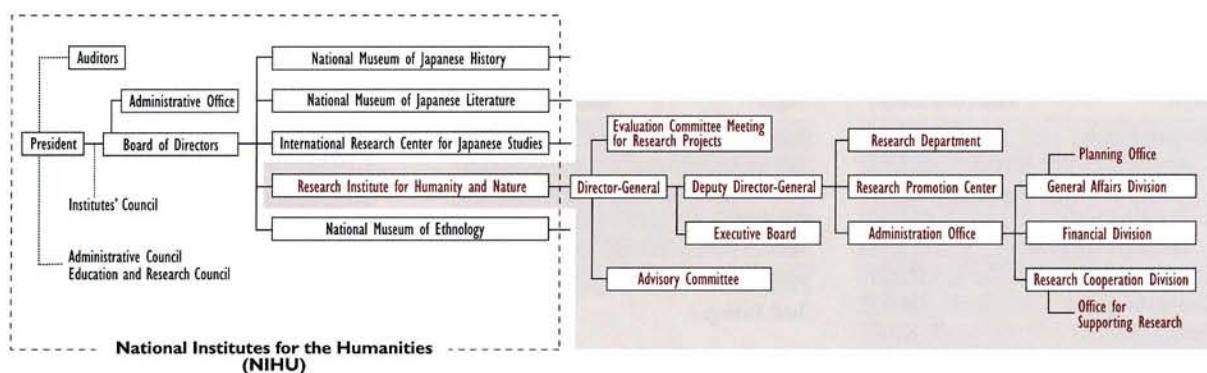 Auditors
Administrative Office
President
Board of Directors
Institutes' Council
Administrative Council
Education and Research Council
National Museum of Japanese History
National Museum of Japanese Literature
International Research Center for Japanese Studies
Research Institute for Humanity and Nature
National Museum of Ethnology
National Institutes for the Humanities
(NIHU)
Evaluation Committee Meeting
for Research Projects
Director-General
Advisory Committee
Deputy Director-General
Executive Board
Research Department
Research Promotion Center
Administration Office
Planning Office
General Affairs Division
Financial Division
Research Cooperation Division
Office for
Supporting Research